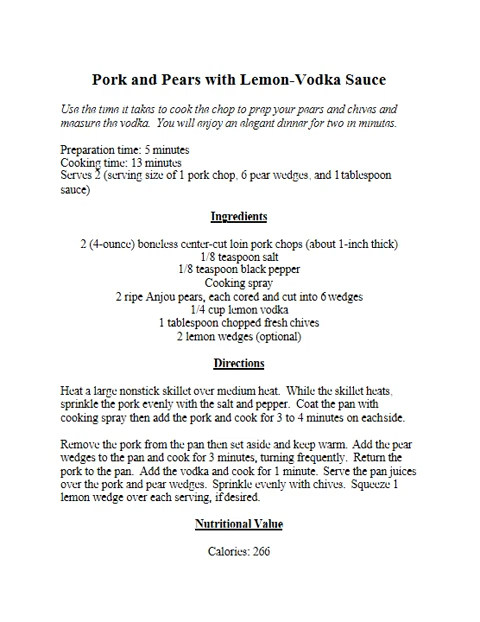 Pork and Pears with Lemon-Vodka Sauce
Use the time it takes to cook the chop to prep your pears and chives and
measure the vodka. You will enjoy an elegant dinner for two in minutes.
Preparation time: 5 minutes
Cooking time: 13 minutes
Serves 2 (serving size of 1 pork chop, 6 pear wedges, and 1 tablespoon
sauce)
Ingredients
2 (4-ounce) boneless center-cut loin pork chops (about 1-inch thick)
1/8 teaspoon salt
1/8 teaspoon black pepper
Cooking spray
2 ripe Anjou pears, each cored and cut into 6 wedges
1/4 cup lemon vodka
1 tablespoon chopped fresh chives
2 lemon wedges (optional)
Directions
Heat a large nonstick skillet over medium heat. While the skillet heats,
sprinkle the pork evenly with the salt and pepper. Coat the pan with
cooking spray then add the pork and cook for 3 to 4 minutes on each side.
Remove the pork from the pan then set aside and keep warm. Add the pear
wedges to the pan and cook for 3 minutes, turning frequently. Return the
pork to the pan. Add the vodka and cook for 1 minute. Serve the pan juices
over the pork and pear wedges. Sprinkle evenly with chives. Squeeze 1
lemon wedge over each serving, if desired.
Nutritional Value
Calories: 266